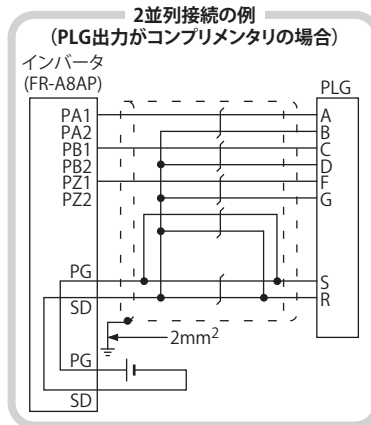 2並列接続の例
（PLG出力がコンプリメンタリの場合）
インバータ
(FR-A8AP)
PLG
PA1
A
PA2
B
PB1
C
PB2
D
PZ1
F
PZ2
G
PG
S
SD
R
2mm²
PG
SD